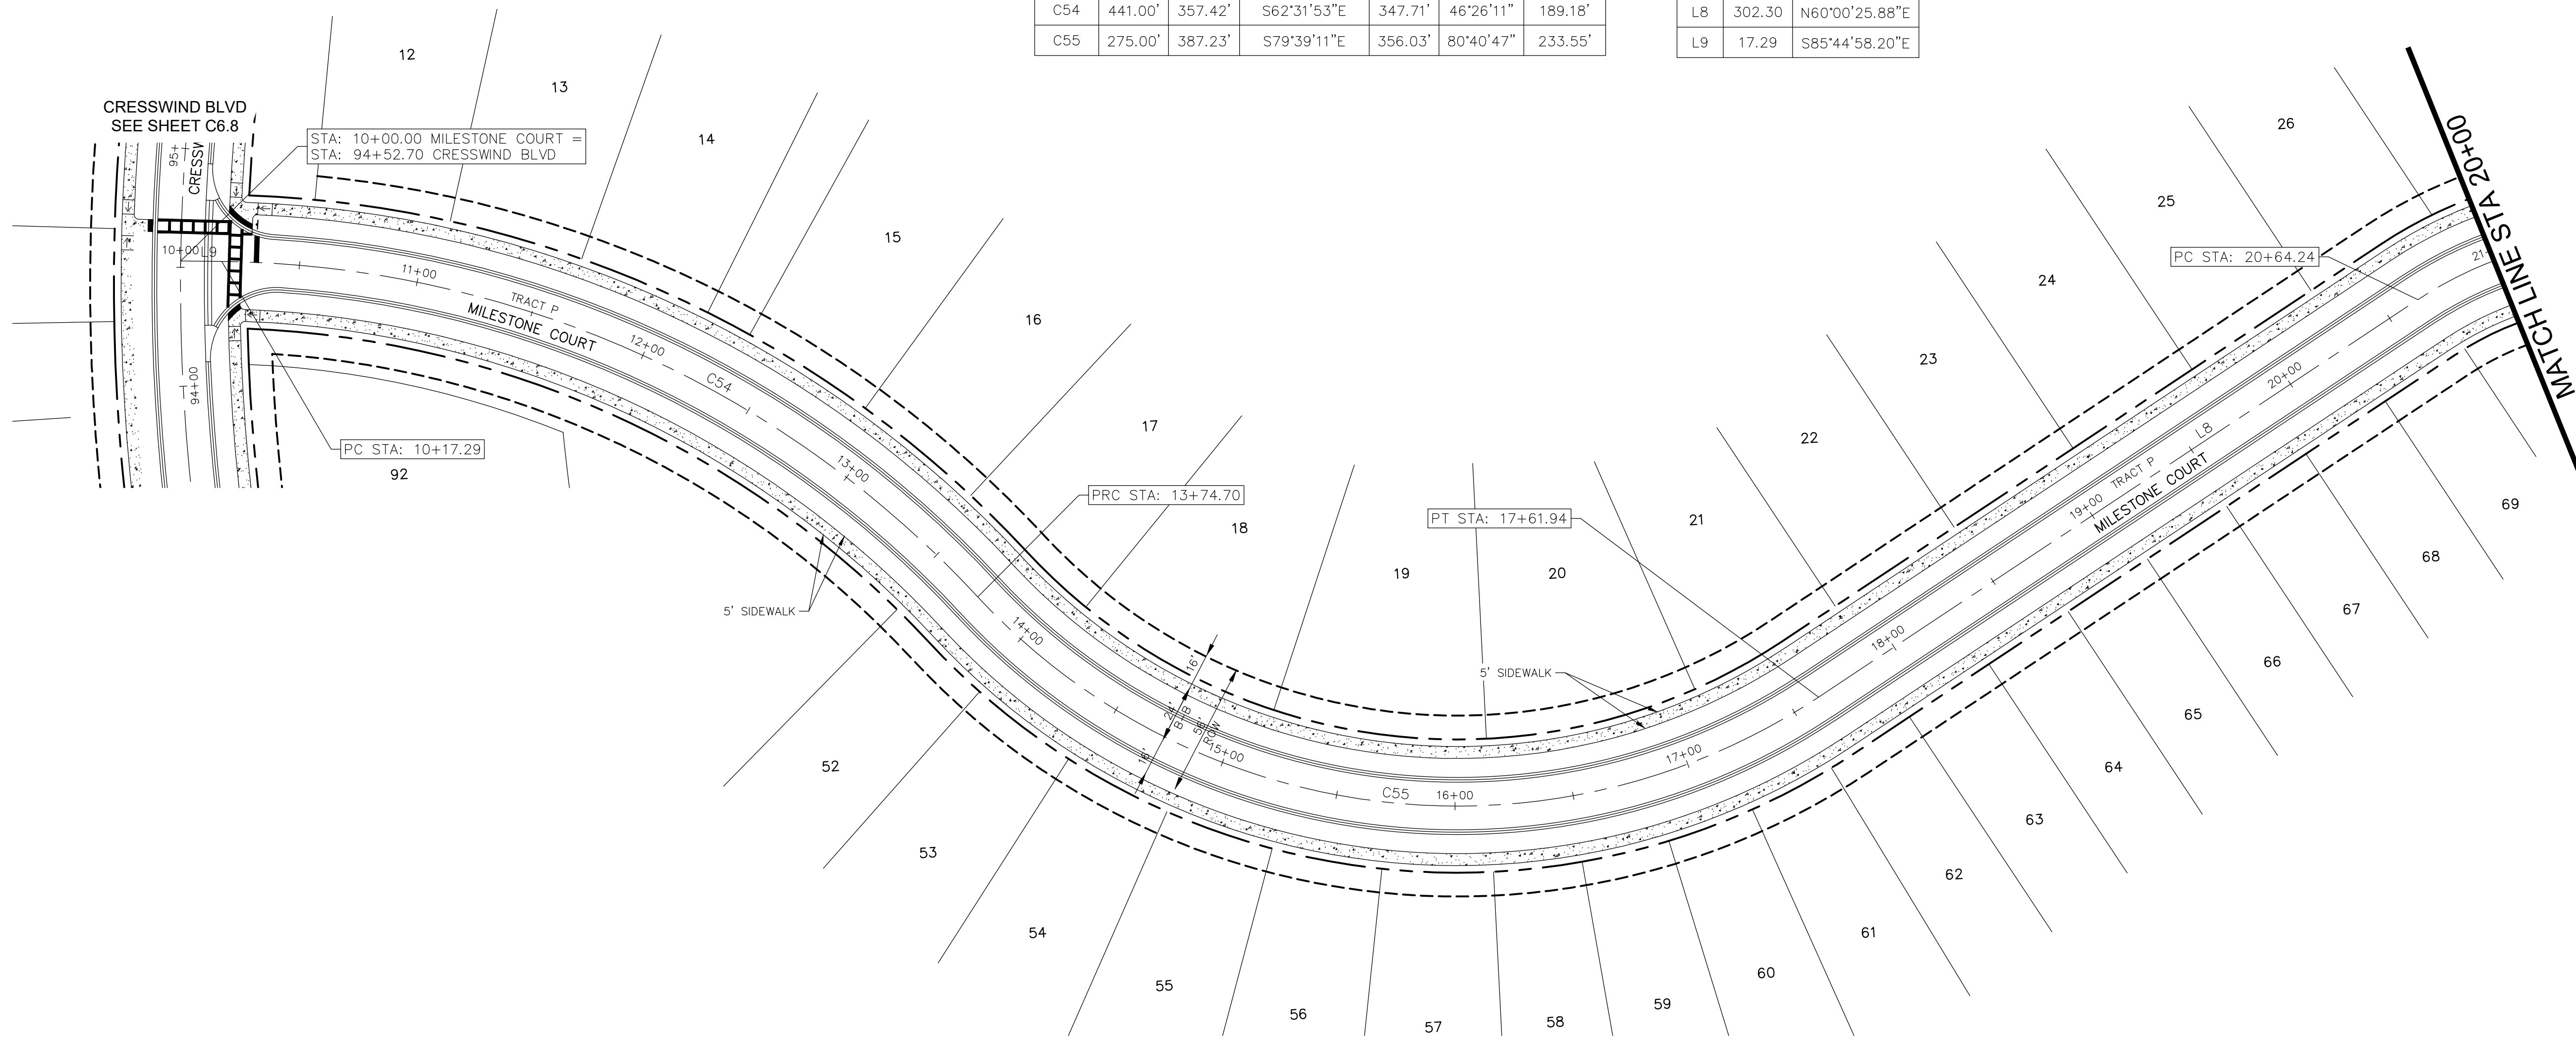 C54 441.00' 357.42' S62°31'53"E 347.71' 46°26'11" 189.18'
C55 275.00' 387.23' S79°39'11"E 356.03' 80°40'47" 233.55'
L8 302.30 N60°00'25.88"E
L9 17.29 S85°44'58.20"E
CRESSWIND BLVD
SEE SHEET C6.8
STA: 10+00.00 MILESTONE COURT =
STA: 94+52.70 CRESSWIND BLVD
12
13
14
15
16
17
18
19
20
21
22
23
24
25
26
95+
CRESSW
94+00
10+00
L9
11+00
TRACT P
MILESTONE COURT
12+00
C54
PC STA: 10+17.29
92
13+00
PRC STA: 13+74.70
5' SIDEWALK
14+00
16'
24'
B-B
56'
ROW
16'
15+00
C55
16+00
17+00
5' SIDEWALK
PT STA: 17+61.94
18+00
19+00
TRACT P
MILESTONE COURT
L8
20+00
PC STA: 20+64.24
21+
MATCH LINE STA 20+00
52
53
54
55
56
57
58
59
60
61
62
63
64
65
66
67
68
69